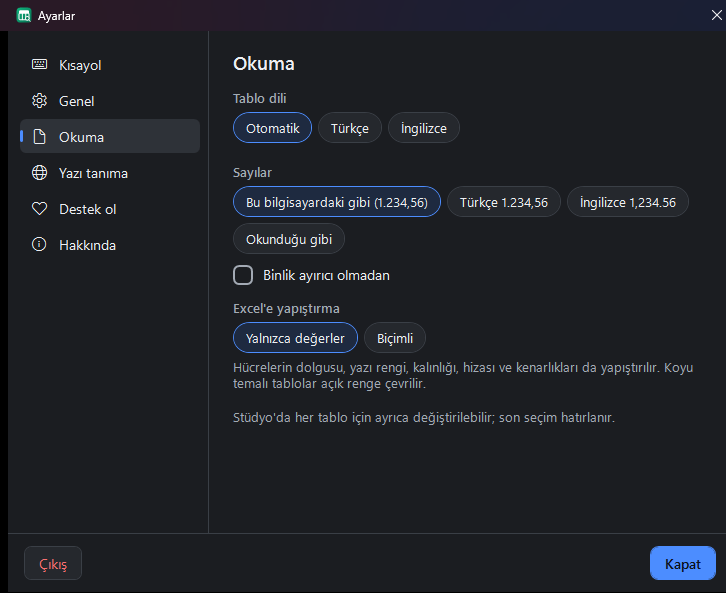 Ayarlar
Kısayol
Genel
Okuma
Yazı tanıma
Destek ol
Hakkında
Okuma
Tablo dili
Otomatik Türkçe İngilizce
Sayılar
Bu bilgisayardaki gibi (1.234,56) Türkçe 1.234,56 İngilizce 1,234.56
Okunduğu gibi
Binlik ayırıcı olmadan
Excel'e yapıştırma
Yalnızca değerler Biçimli
Hücrelerin dolgusu, yazı rengi, kalınlığı, hizası ve kenarlıkları da yapıştırılır. Koyu
temalı tablolar açık renge çevrilir.
Stüdyo'da her tablo için ayrıca değiştirilebilir; son seçim hatırlanır.
Çıkış
Kapat